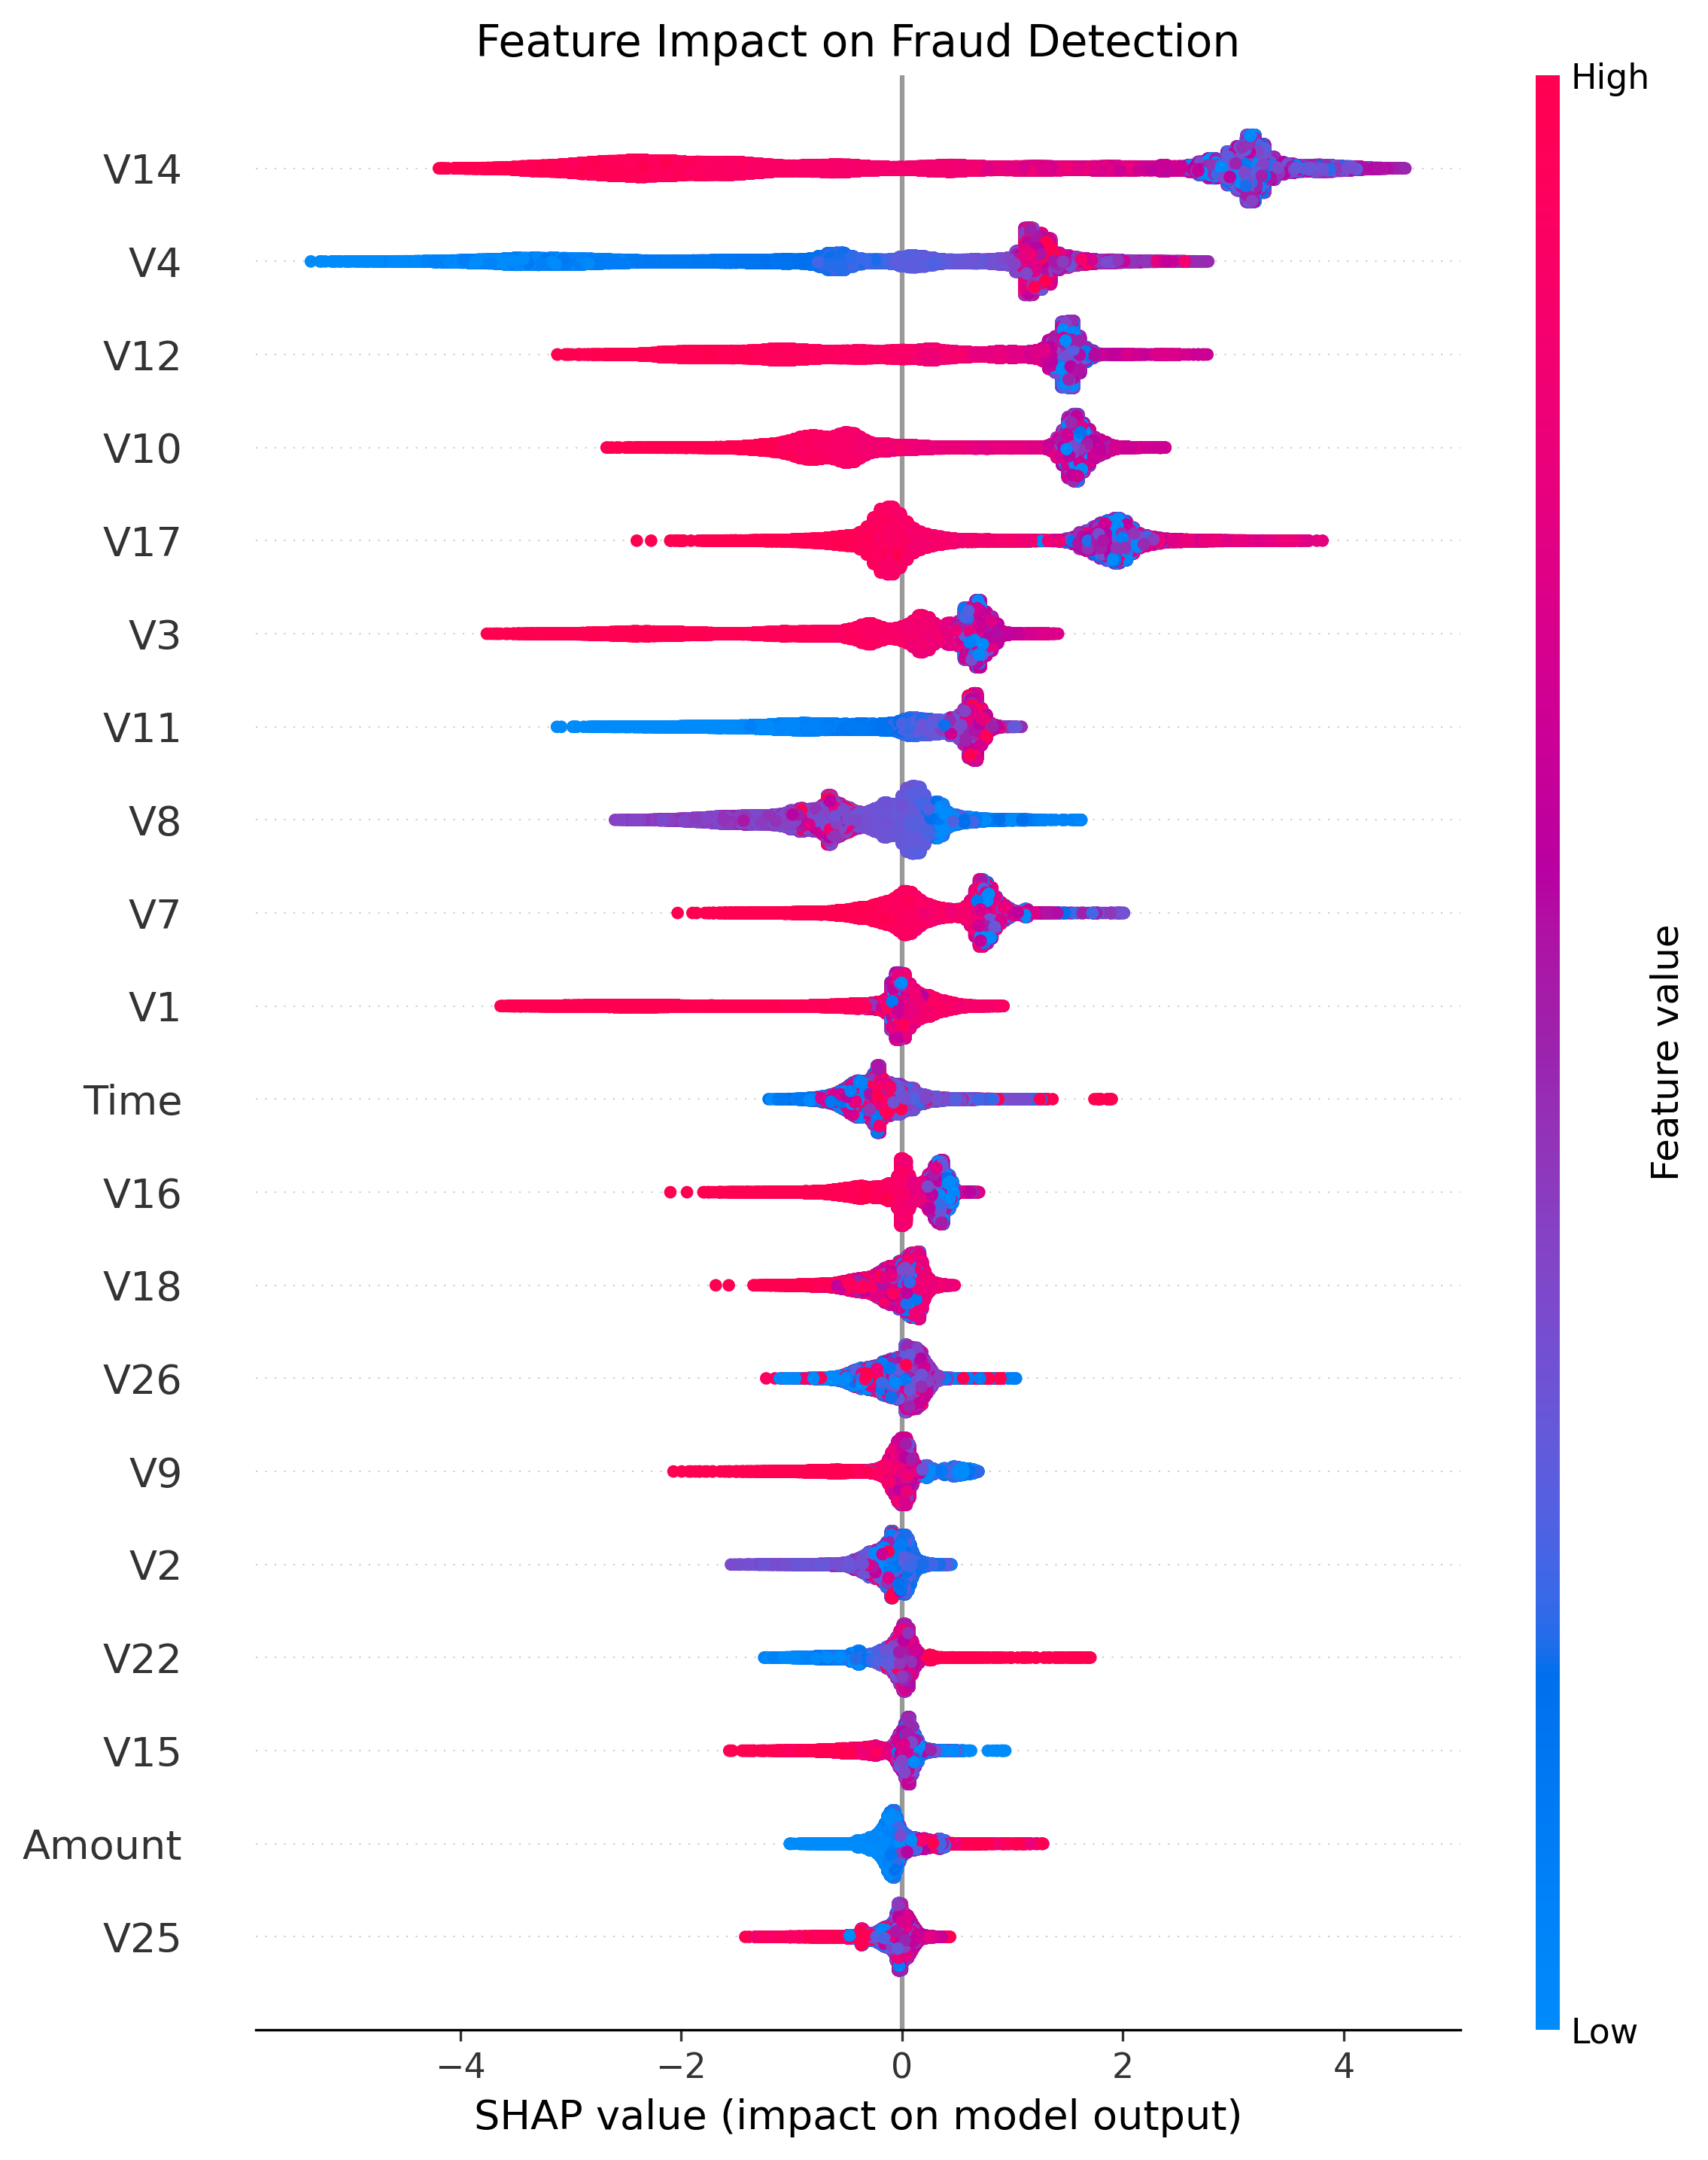 Feature Impact on Fraud Detection
High
V14
V4
V12
V10
V17
V3
V11
V8
V7
V1
Time
V16
V18
V26
V9
V2
V22
V15
Amount
V25
Feature value
Low
−4 −2 0 2 4
SHAP value (impact on model output)